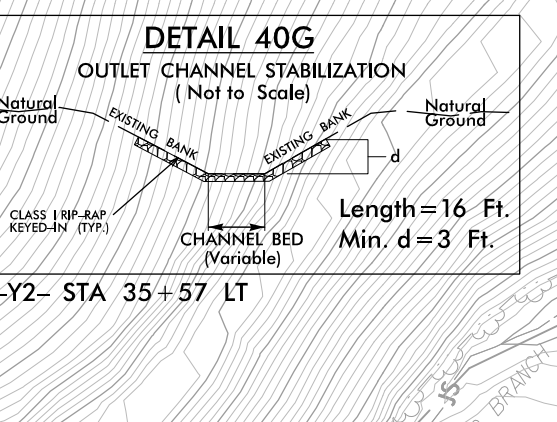 DETAIL 40G
OUTLET CHANNEL STABILIZATION
( Not to Scale)
Natural
Ground
EXISTING BANK
EXISTING BANK
Natural
Ground
d
CLASS I RIP-RAP
KEYED-IN (TYP.)
CHANNEL BED
(Variable)
Length=16 Ft.
Min. d=3 Ft.
-Y2- STA 35+57 LT
JS
BRANCH